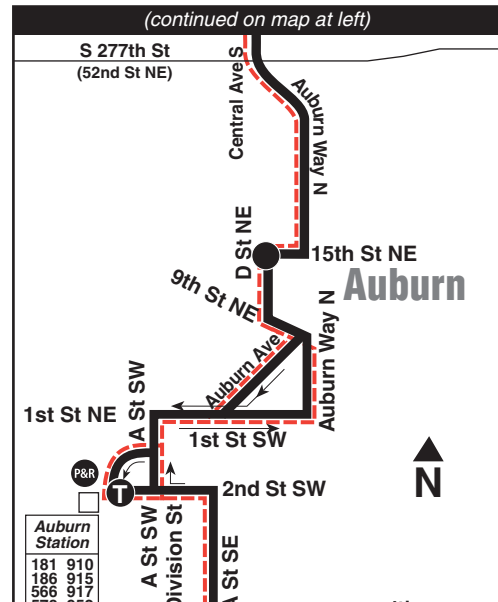 (continued on map at left)
S 277th St
(52nd St NE)
Central Ave S
Auburn Way N
D St NE
15th St NE
Auburn
9th St NE
Auburn Way N
Auburn Ave
A St SW
1st St NE
1st St SW
P&R
T
2nd St SW
N
Auburn
Station
181 910
186 915
566 917
A St SW
Division St
A St SE